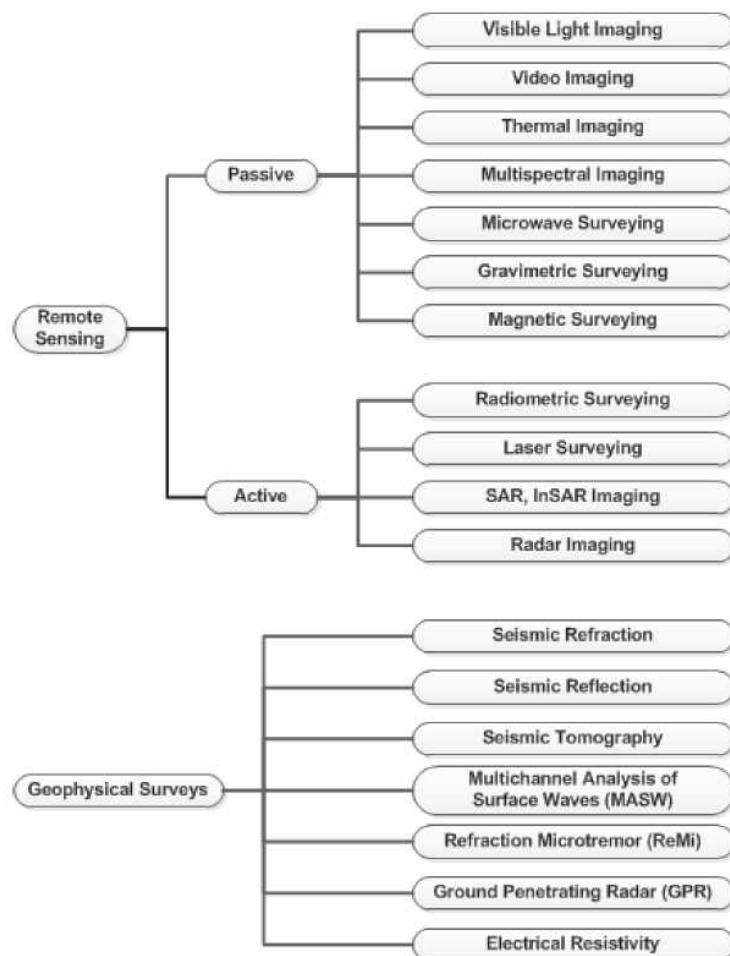 Visible Light Imaging
Video Imaging
Thermal Imaging
Passive
Multispectral Imaging
Microwave Surveying
Gravimetric Surveying
Magnetic Surveying
Remote
Sensing
Radiometric Surveying
Laser Surveying
Active
SAR, InSAR Imaging
Radar Imaging
Seismic Refraction
Seismic Reflection
Seismic Tomography
Geophysical Surveys
Multichannel Analysis of
Surface Waves (MASW)
Refraction Microtremor (ReMi)
Ground Penetrating Radar (GPR)
Electrical Resistivity